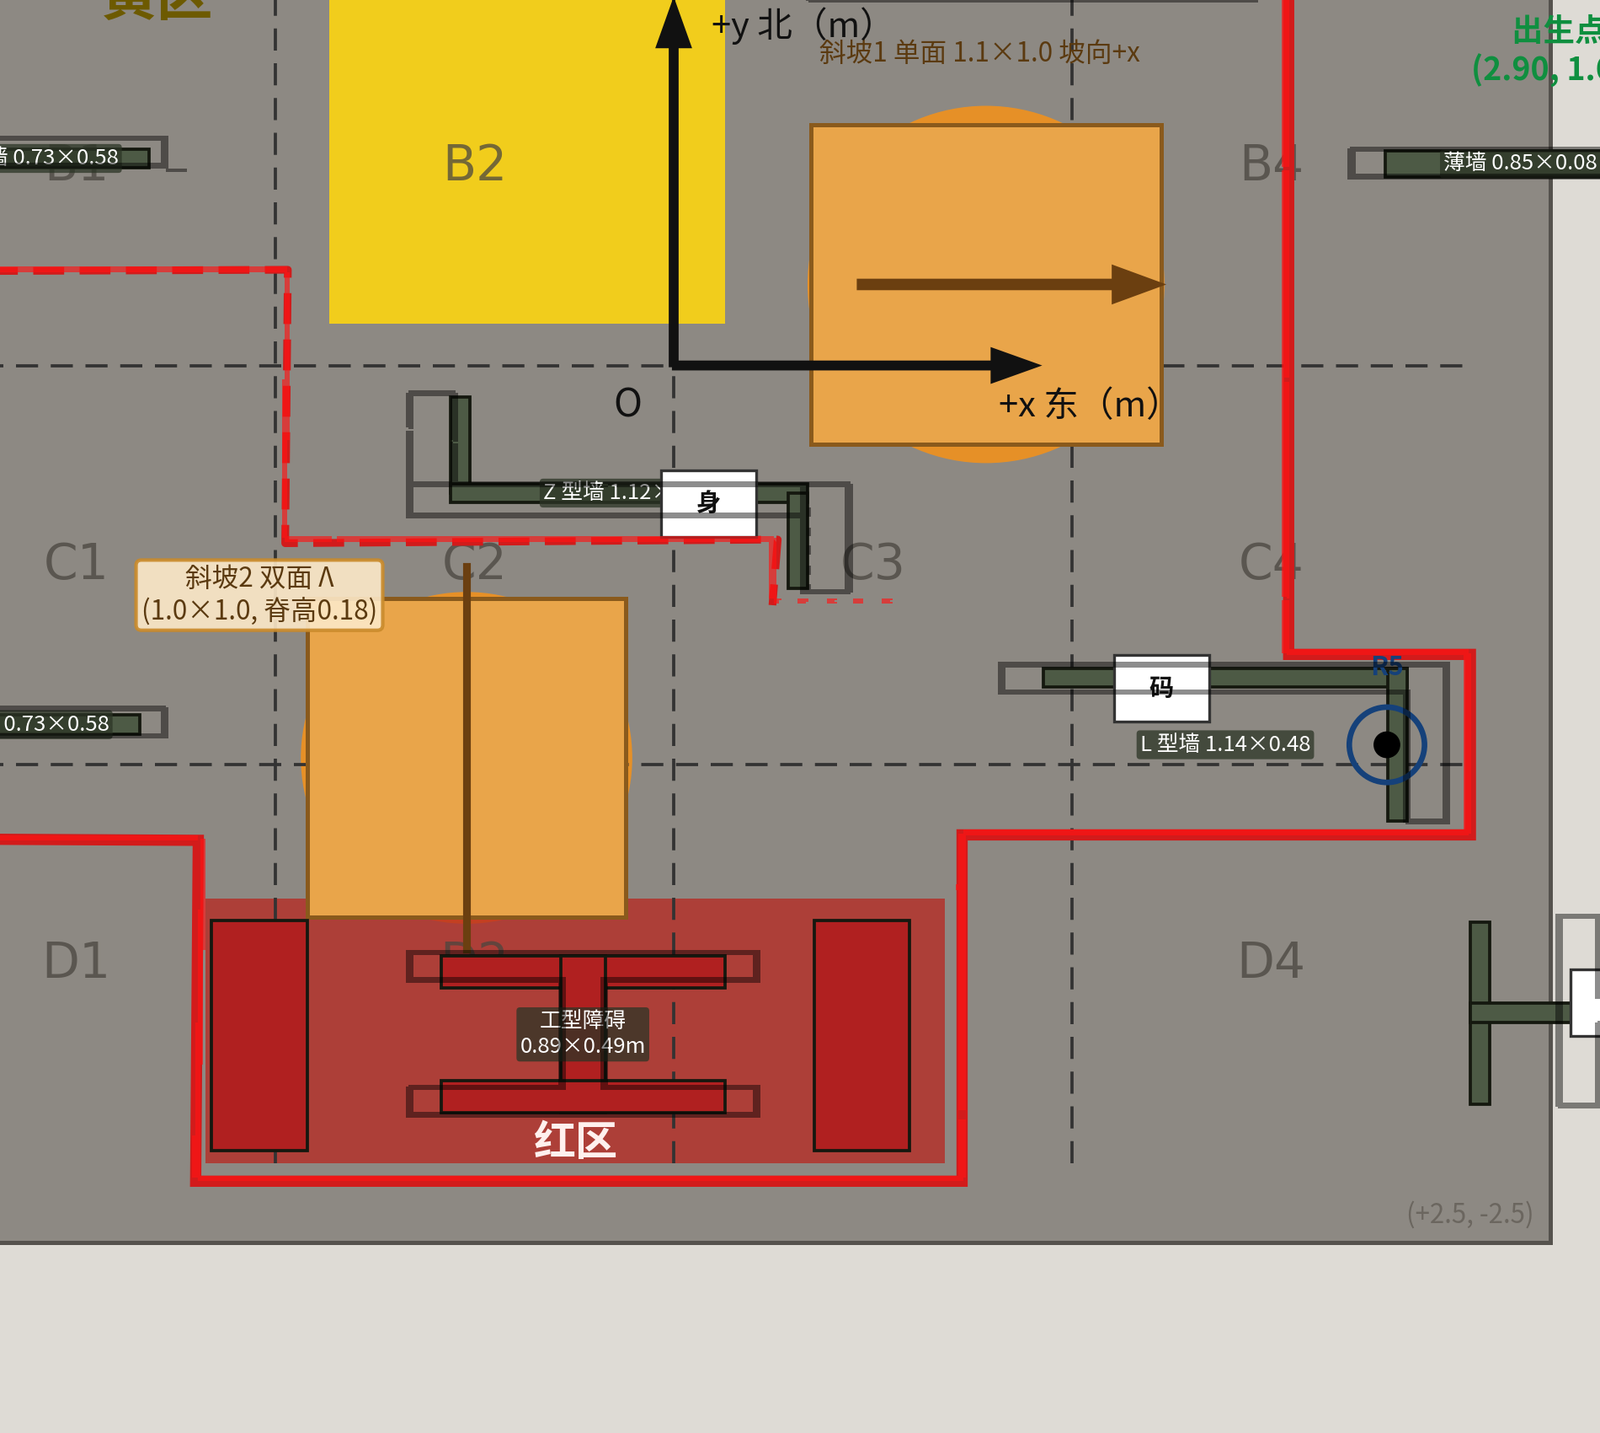 黄区
+y 北（m）
斜坡1 单面 1.1×1.0 坡向+x
出生点
(2.90, 1.6
B2
B4
墙 0.73×0.58
B1
薄墙 0.85×0.08
O
+x 东（m）
Z 型墙 1.12×
身
C1
C2
C3
C4
斜坡2 双面 Λ
(1.0×1.0, 脊高0.18)
R5
码
0.73×0.58
L 型墙 1.14×0.48
D1
D2
D4
工型障碍
0.89×0.49m
红区
(+2.5, -2.5)